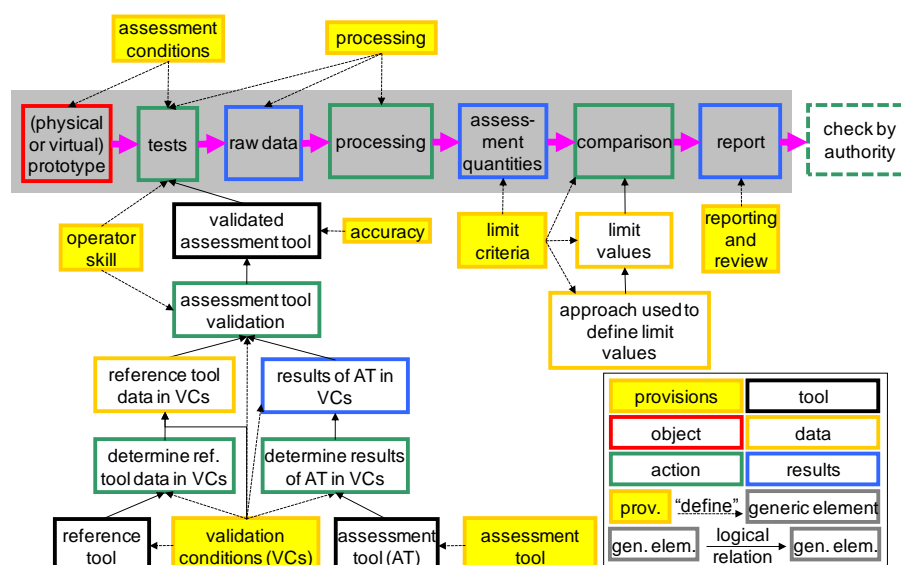 assessment
conditions
processing
(physical
or virtual)
prototype
tests
raw data
processing
assess-
ment
quantities
comparison
report
check by
authority
operator
skill
validated
assessment tool
accuracy
limit
criteria
limit
values
reporting
and
review
assessment tool
validation
approach used to
define limit
values
reference tool
data in VCs
results of AT in
VCs
determine ref.
tool data in VCs
determine results
of AT in VCs
reference
tool
validation
conditions (VCs)
assessment
tool (AT)
assessment
tool
provisions
tool
object
data
action
results
prov.
"define"
generic element
gen. elem.
logical
relation
gen. elem.